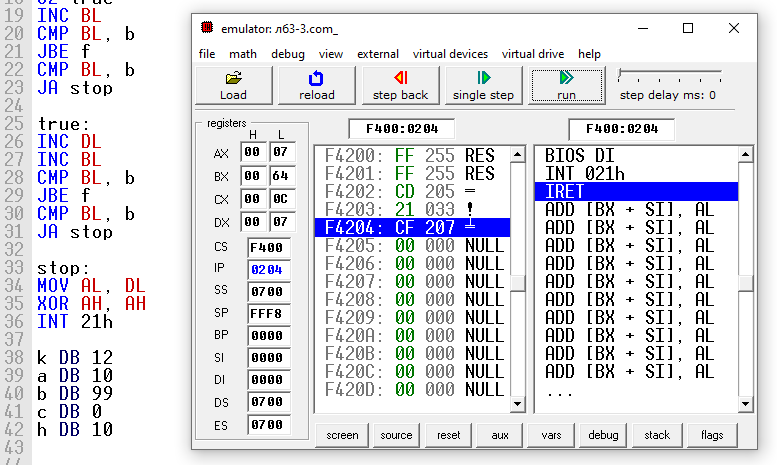 18 JZ true
19 INC BL
20 CMP BL, b
21 JBE f
22 CMP BL, b
23 JA stop
24
25 true:
26 INC DL
27 INC BL
28 CMP BL, b
29 JBE f
30 CMP BL, b
31 JA stop
32
33 stop:
34 MOV AL, DL
35 XOR AH, AH
36 INT 21h
37
38 k DB 12
39 a DB 10
40 b DB 99
41 c DB 0
42 h DB 10
43
44
emulator: л63-3.com_
file math debug view external virtual devices virtual drive help
Load reload step back single step run step delay ms: 0
registers
H L
AX 00 07
BX 00 64
CX 00 0C
DX 00 07
CS F400
IP 0204
SS 0700
SP FFF8
BP 0000
SI 0000
DI 0000
DS 0700
ES 0700
F400:0204
F4200: FF 255 RES
F4201: FF 255 RES
F4202: CD 205 ═
F4203: 21 033 !
F4204: CF 207 ╧
F4205: 00 000 NULL
F4206: 00 000 NULL
F4207: 00 000 NULL
F4208: 00 000 NULL
F4209: 00 000 NULL
F420A: 00 000 NULL
F420B: 00 000 NULL
F420C: 00 000 NULL
F420D: 00 000 NULL
F400:0204
BIOS DI
INT 021h
IRET
ADD [BX + SI], AL
ADD [BX + SI], AL
ADD [BX + SI], AL
ADD [BX + SI], AL
ADD [BX + SI], AL
ADD [BX + SI], AL
ADD [BX + SI], AL
ADD [BX + SI], AL
ADD [BX + SI], AL
ADD [BX + SI], AL
...
screen source reset aux vars debug stack flags